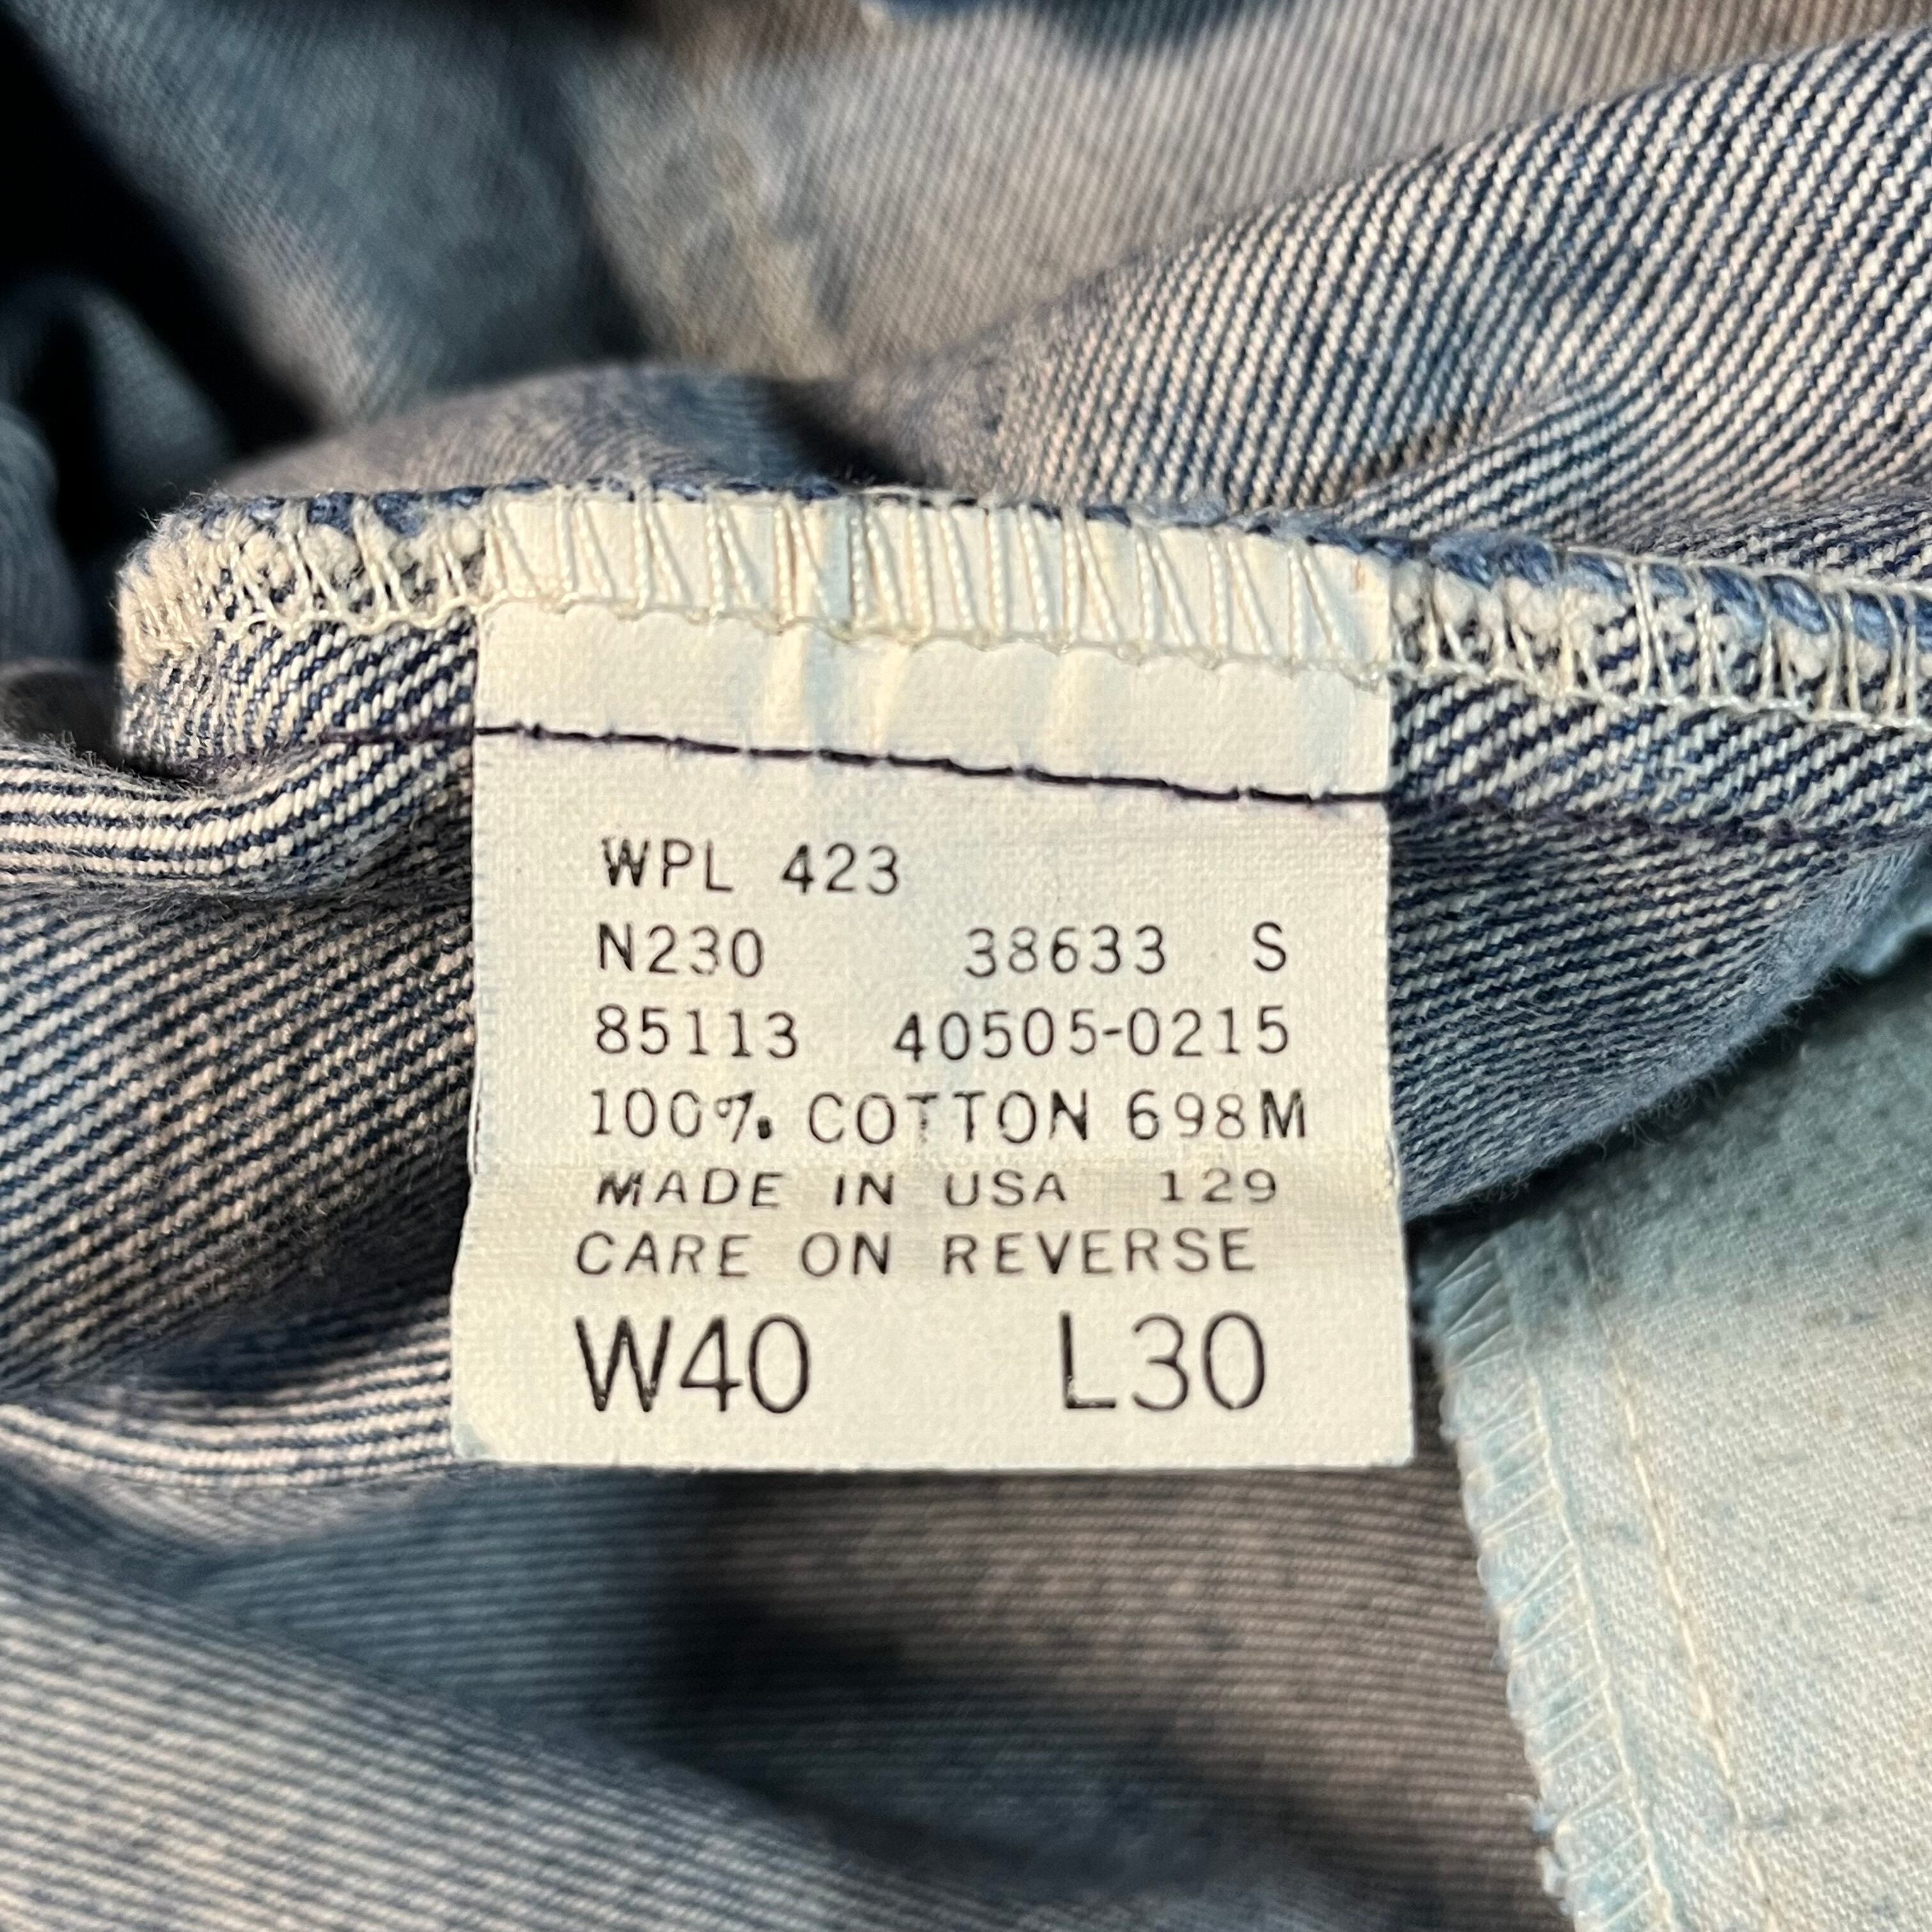 WPL 423
N230 38633 S
85113 40505-0215
100% COTTON 698M
MADE IN USA 129
CARE ON REVERSE
W40 L30